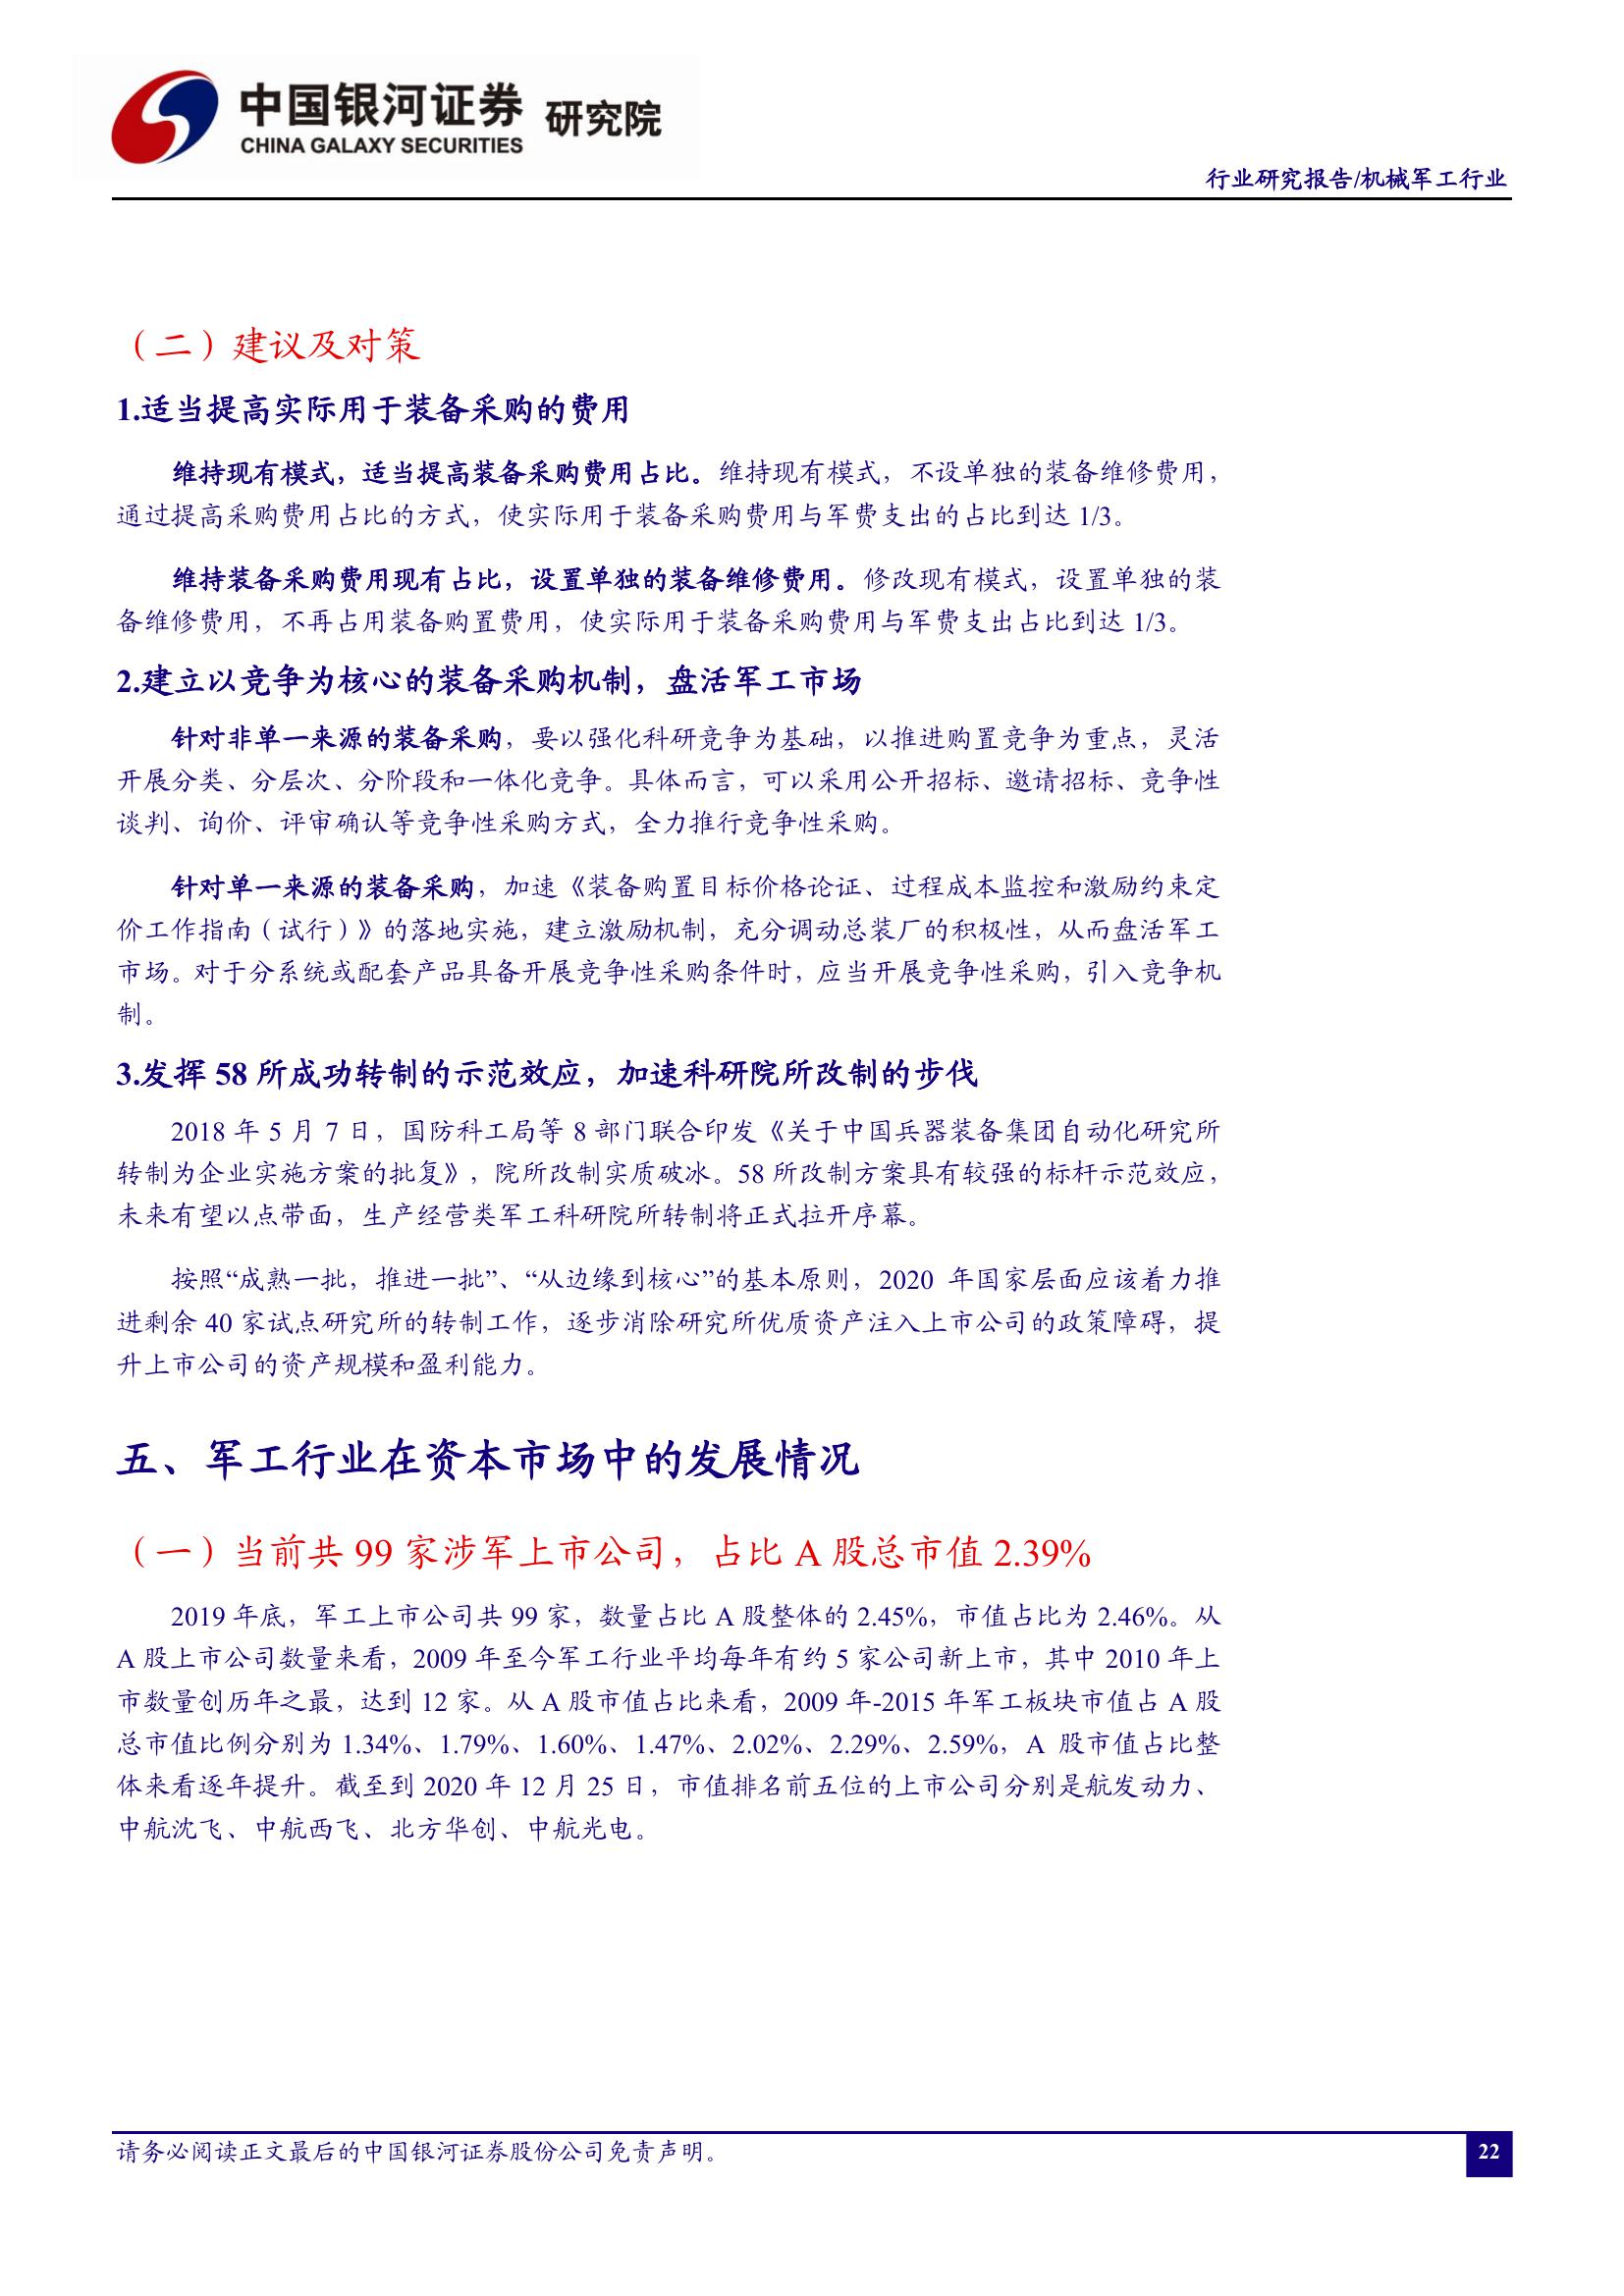 中国银河证券 研究院
CHINA GALAXY SECURITIES
行业研究报告/机械军工行业
（二）建议及对策
1.适当提高实际用于装备采购的费用
维持现有模式，适当提高装备采购费用占比。维持现有模式，不设单独的装备维修费用，
通过提高采购费用占比的方式，使实际用于装备采购费用与军费支出的占比到达 1/3。
维持装备采购费用现有占比，设置单独的装备维修费用。修改现有模式，设置单独的装
备维修费用，不再占用装备购置费用，使实际用于装备采购费用与军费支出占比到达 1/3。
2.建立以竞争为核心的装备采购机制，盘活军工市场
针对非单一来源的装备采购，要以强化科研竞争为基础，以推进购置竞争为重点，灵活
开展分类、分层次、分阶段和一体化竞争。具体而言，可以采用公开招标、邀请招标、竞争性
谈判、询价、评审确认等竞争性采购方式，全力推行竞争性采购。
针对单一来源的装备采购，加速《装备购置目标价格论证、过程成本监控和激励约束定
价工作指南（试行）》的落地实施，建立激励机制，充分调动总装厂的积极性，从而盘活军工
市场。对于分系统或配套产品具备开展竞争性采购条件时，应当开展竞争性采购，引入竞争机
制。
3.发挥 58 所成功转制的示范效应，加速科研院所改制的步伐
2018 年 5 月 7 日，国防科工局等 8 部门联合印发《关于中国兵器装备集团自动化研究所
转制为企业实施方案的批复》，院所改制实质破冰。58 所改制方案具有较强的标杆示范效应，
未来有望以点带面，生产经营类军工科研院所转制将正式拉开序幕。
按照“成熟一批，推进一批”、“从边缘到核心”的基本原则，2020 年国家层面应该着力推
进剩余 40 家试点研究所的转制工作，逐步消除研究所优质资产注入上市公司的政策障碍，提
升上市公司的资产规模和盈利能力。
五、军工行业在资本市场中的发展情况
（一）当前共 99 家涉军上市公司，占比 A 股总市值 2.39%
2019 年底，军工上市公司共 99 家，数量占比 A 股整体的 2.45%，市值占比为 2.46%。从
A 股上市公司数量来看，2009 年至今军工行业平均每年有约 5 家公司新上市，其中 2010 年上
市数量创历年之最，达到 12 家。从 A 股市值占比来看，2009 年-2015 年军工板块市值占 A 股
总市值比例分别为 1.34%、1.79%、1.60%、1.47%、2.02%、2.29%、2.59%，A 股市值占比整
体来看逐年提升。截至到 2020 年 12 月 25 日，市值排名前五位的上市公司分别是航发动力、
中航沈飞、中航西飞、北方华创、中航光电。
请务必阅读正文最后的中国银河证券股份公司免责声明。
22